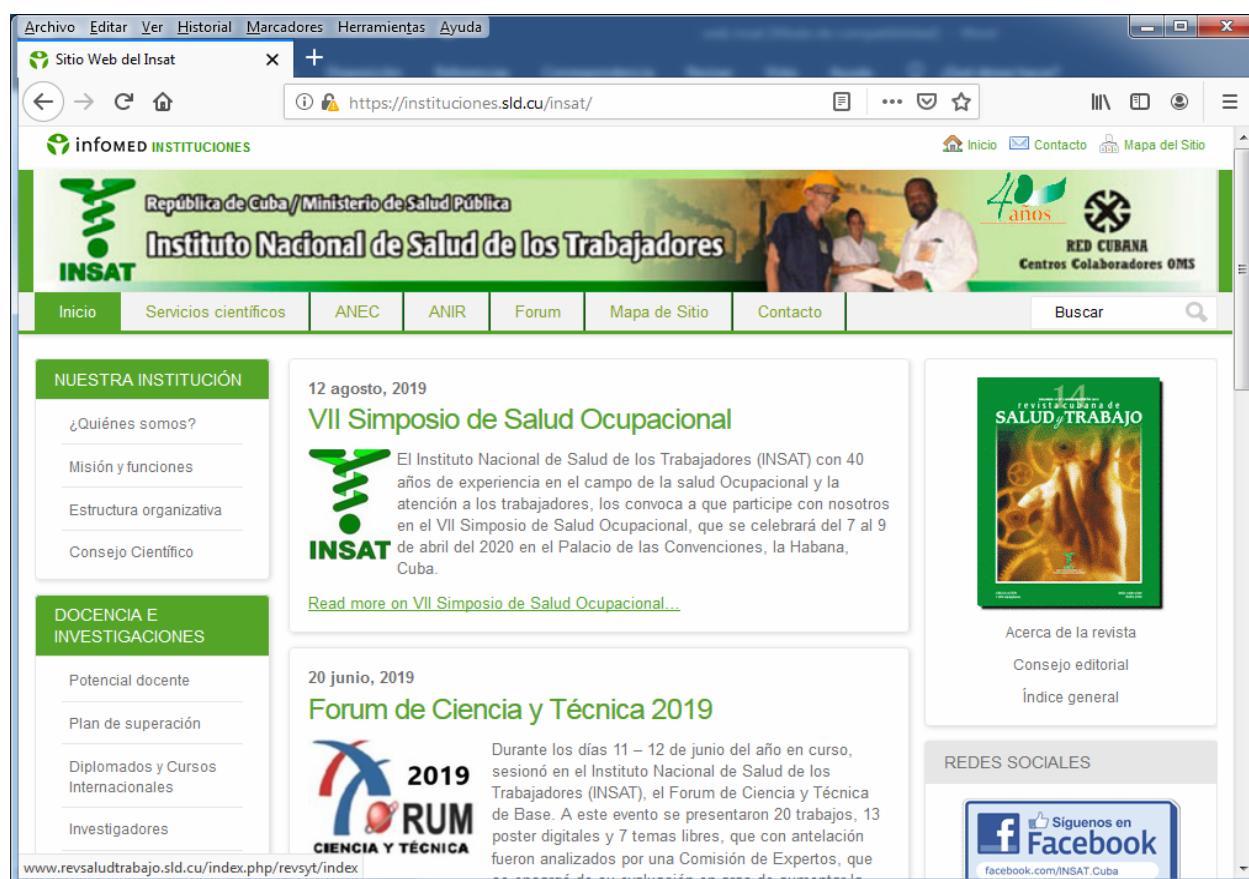 Archivo Editar Ver Historial Marcadores Herramientas Ayuda
Sitio Web del Insat
https://instituciones.sld.cu/insat/
infOMED INSTITUCIONES
Inicio Contacto Mapa del Sitio
República de Cuba/Ministerio de Salud Pública
Instituto Nacional de Salud de los Trabajadores
INSAT
40 años
RED CUBANA
Centros Colaboradores OMS
Inicio Servicios científicos ANEC ANIR Forum Mapa de Sitio Contacto Buscar
NUESTRA INSTITUCIÓN
¿Quiénes somos?
Misión y funciones
Estructura organizativa
Consejo Científico
DOCENCIA E
INVESTIGACIONES
Potencial docente
Plan de superación
Diplomados y Cursos
Internacionales
Investigadores
12 agosto, 2019
VII Simposio de Salud Ocupacional
INSAT
El Instituto Nacional de Salud de los Trabajadores (INSAT) con 40
años de experiencia en el campo de la salud Ocupacional y la
atención a los trabajadores, los convoca a que participe con nosotros
en el VII Simposio de Salud Ocupacional, que se celebrará del 7 al 9
de abril del 2020 en el Palacio de las Convenciones, la Habana,
Cuba.
Read more on VII Simposio de Salud Ocupacional...
20 junio, 2019
Forum de Ciencia y Técnica 2019
2019
RUM
CIENCIA Y TÉCNICA
Durante los días 11 – 12 de junio del año en curso,
sesionó en el Instituto Nacional de Salud de los
Trabajadores (INSAT), el Forum de Ciencia y Técnica
de Base. A este evento se presentaron 20 trabajos, 13
poster digitales y 7 temas libres, que con antelación
fueron analizados por una Comisión de Expertos, que
14
revista cubana de
SALUD y TRABAJO
Acerca de la revista
Consejo editorial
Índice general
REDES SOCIALES
Síguenos en
Facebook
facebook.com/INSAT.Cuba
www.revsaludtrabajo.sld.cu/index.php/revsyt/index